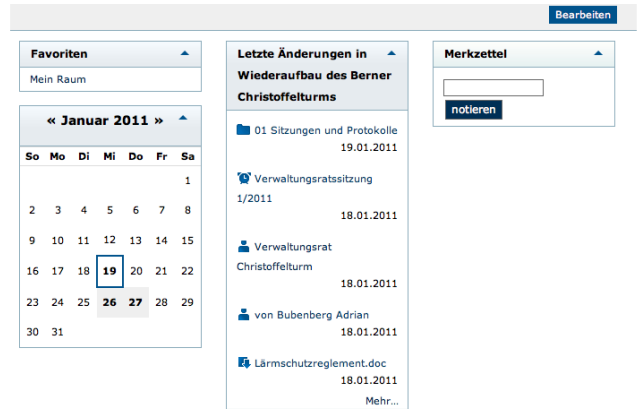 Bearbeiten
Favoriten
Mein Raum
« Januar 2011 »
So Mo Di Mi Do Fr Sa
1
2 3 4 5 6 7 8
9 10 11 12 13 14 15
16 17 18 19 20 21 22
23 24 25 26 27 28 29
30 31
Letzte Änderungen in
Wiederaufbau des Berner
Christoffelturms
01 Sitzungen und Protokolle
19.01.2011
Verwaltungsratssitzung
1/2011
18.01.2011
Verwaltungsrat
Christoffelturm
18.01.2011
von Bubenberg Adrian
18.01.2011
Lärmschutzreglement.doc
18.01.2011
Mehr...
Merkzettel
notieren